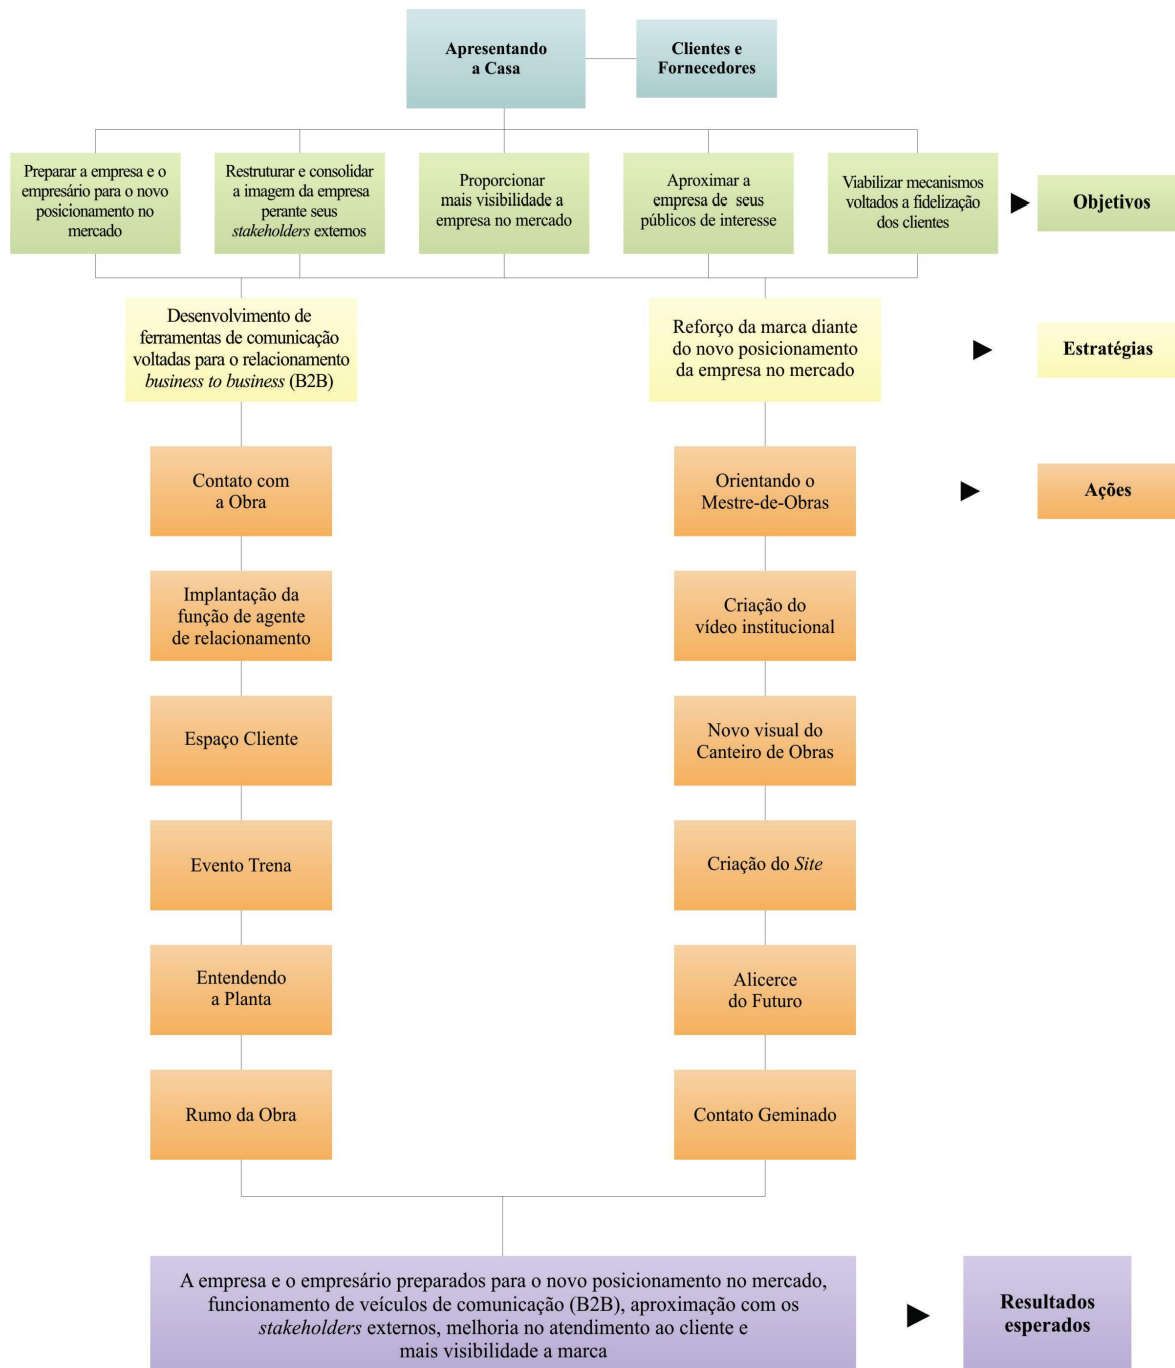 Apresentando
a Casa
Clientes e
Fornecedores
Preparar a empresa e o
empresário para o novo
posicionamento no
mercado
Restruturar e consolidar
a imagem da empresa
perante seus
stakeholders externos
Proporcionar
mais visibilidade a
empresa no mercado
Aproximar a
empresa de seus
públicos de interesse
Viabilizar mecanismos
voltados a fidelização
dos clientes
Objetivos
Desenvolvimento de
ferramentas de comunicação
voltadas para o relacionamento
business to business (B2B)
Reforço da marca diante
do novo posicionamento
da empresa no mercado
Estratégias
Contato com
a Obra
Orientando o
Mestre-de-Obras
Ações
Implantação da
função de agente
de relacionamento
Criação do
vídeo institucional
Espaço Cliente
Novo visual do
Canteiro de Obras
Evento Trena
Criação do Site
Entendendo
a Planta
Alicerce
do Futuro
Rumo da Obra
Contato Geminado
A empresa e o empresário preparados para o novo posicionamento no mercado,
funcionamento de veículos de comunicação (B2B), aproximação com os
stakeholders externos, melhoria no atendimento ao cliente e
mais visibilidade a marca
Resultados
esperados